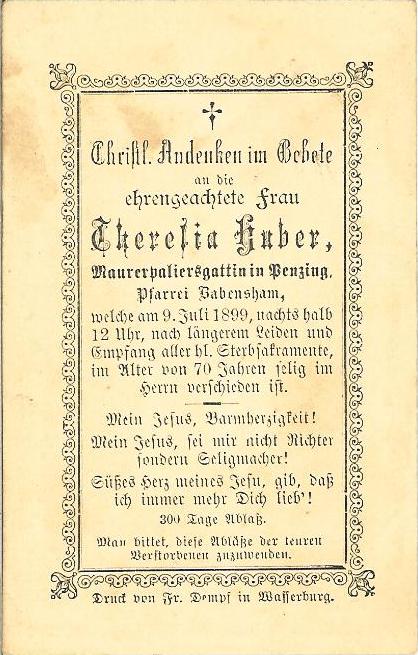 Christl. Andenken im Gebete
an die
ehrengeachtete Frau
Theresia Huber,
Maurerpaliersgattin in Penzing,
Pfarrei Babensham,
welche am 9. Juli 1899, nachts halb
12 Uhr, nach längerem Leiden und
Empfang aller hl. Sterbsakramente,
im Alter von 70 Jahren selig im
Herrn verschieden ist.
Mein Jesus, Barmherzigkeit!
Mein Jesus, sei mir nicht Richter
sondern Seligmacher!
Süßes Herz meines Jesu, gib, daß
ich immer mehr Dich lieb'!
300 Tage Ablaß.
Man bittet, diese Abläße der teuren
Verstorbenen zuzuwenden.
Druck von Fr. Dempf in Wasserburg.